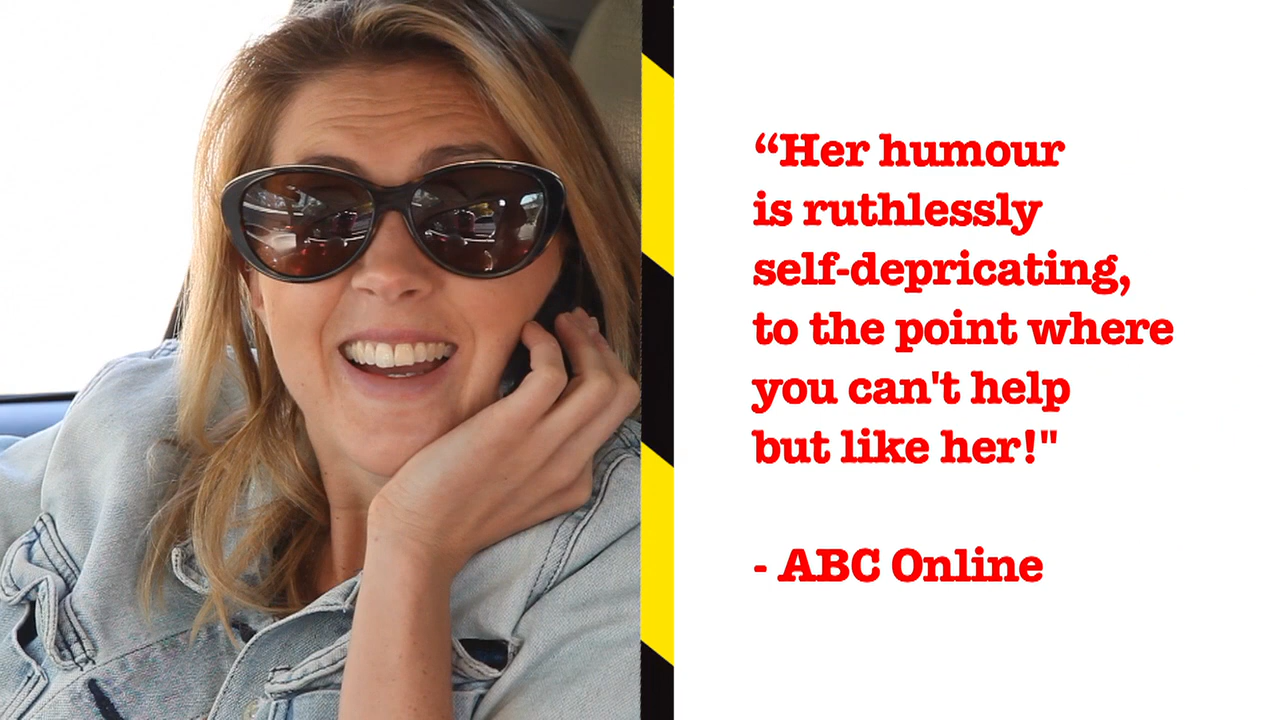 “Her humour
is ruthlessly
self-depricating,
to the point where
you can't help
but like her!"
- ABC Online